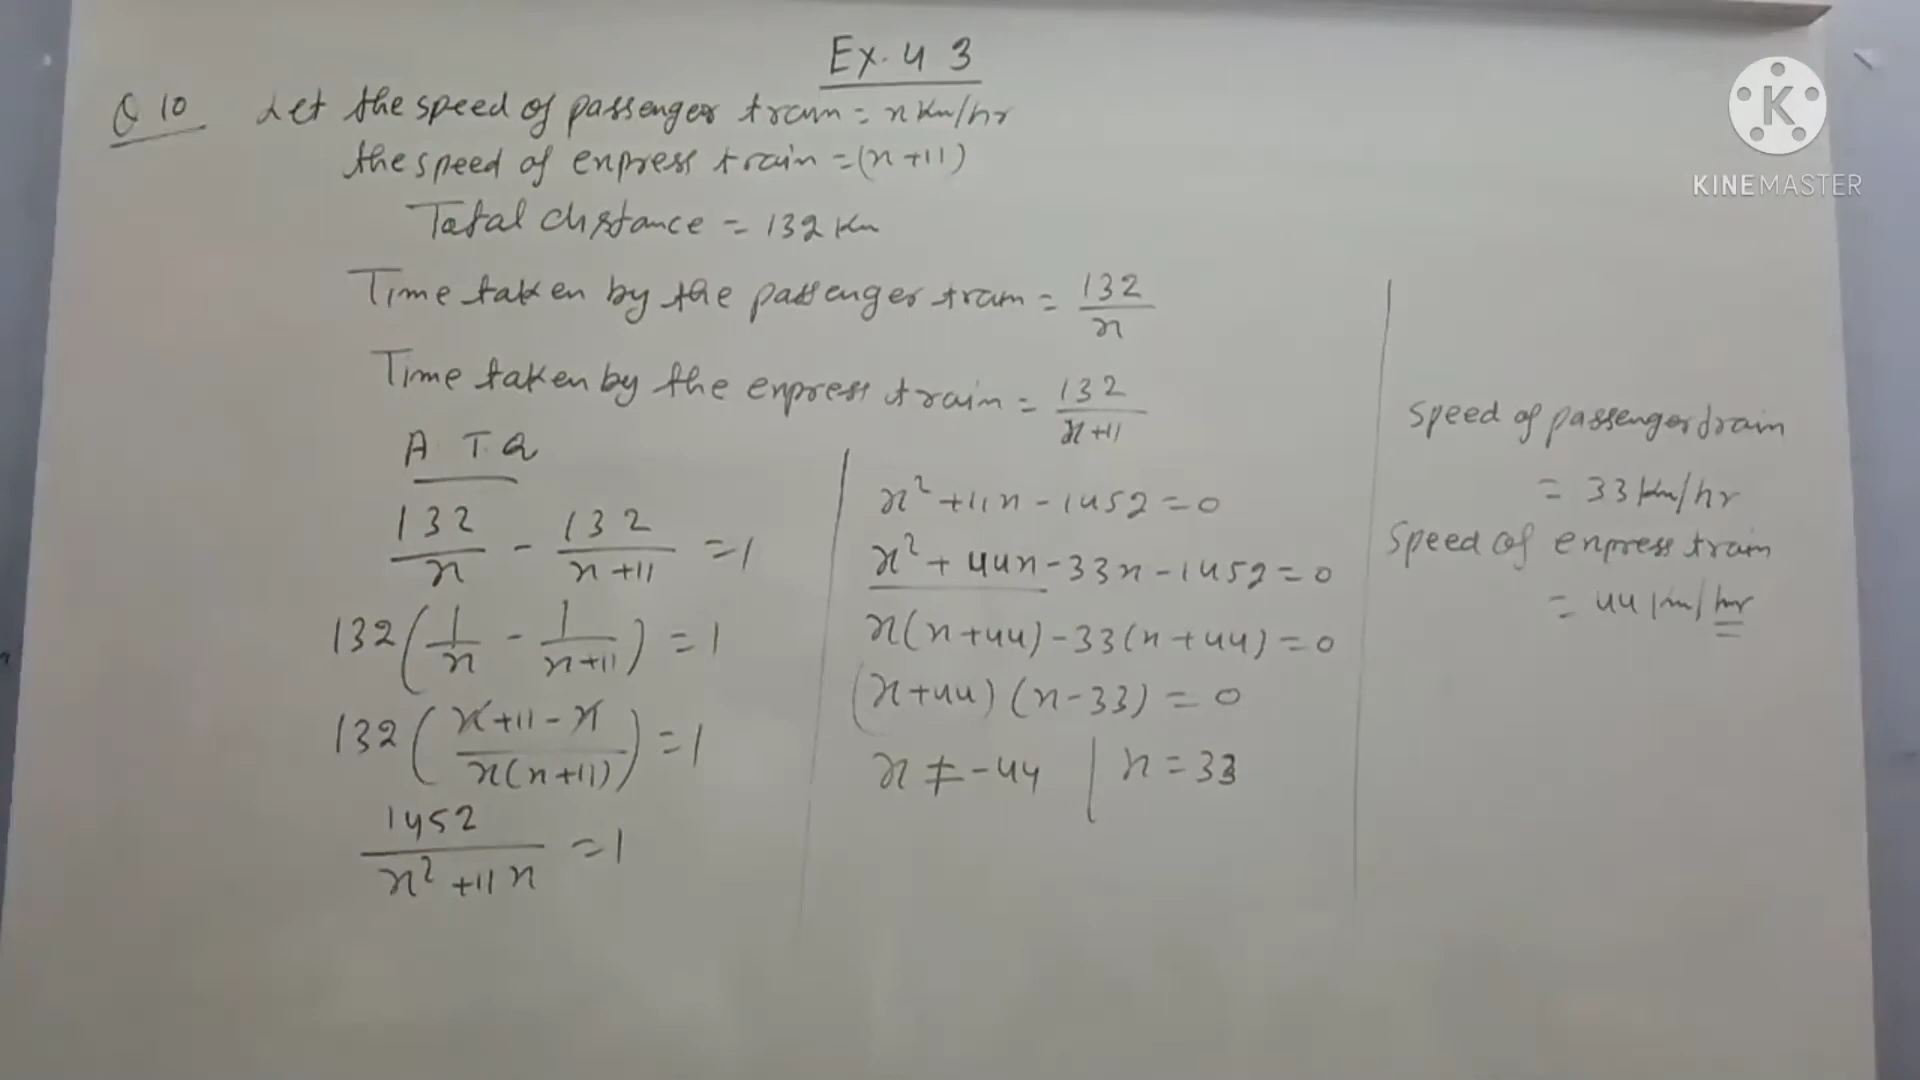 Ex. 4 3
Q 10 Let the speed of passenger train = x km/hr
the speed of express train = (x +11)
Total distance = 132 Km
Time taken by the passenger train = 132/x
Time taken by the express train = 132/x+11
A. T. Q
132/x - 132/x+11 = 1
132(1/x - 1/x+11) = 1
132(x+11-x/x(x+11)) = 1
1452/x² +11x = 1
x² +11x - 1452 = 0
x² + 44x - 33x - 1452 = 0
x(x+44) - 33(x+44) = 0
(x+44) (x-33) = 0
x ≠ -44 | x = 33
Speed of passenger train
= 33 Km/hr
Speed of express train
= 44 km/hr
K
KINEMASTER